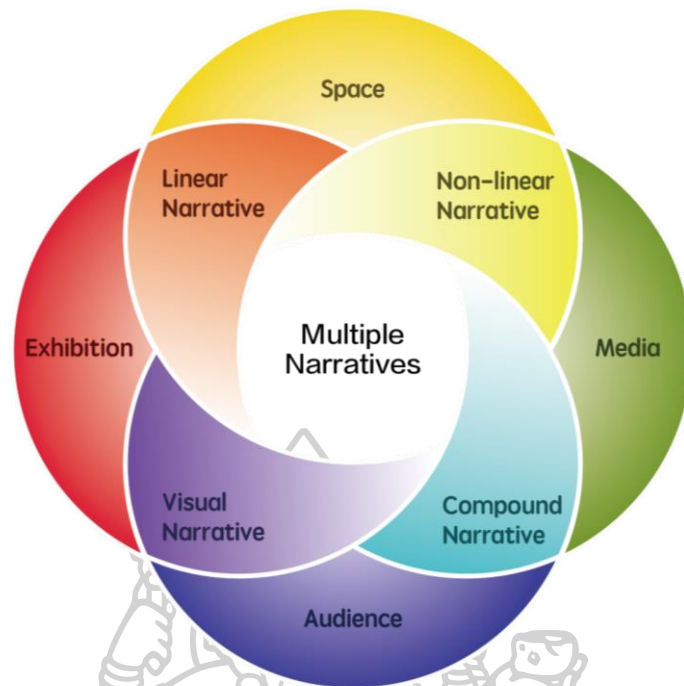 Space
Linear
Narrative
Non-linear
Narrative
Exhibition
Multiple
Narratives
Media
Visual
Narrative
Compound
Narrative
Audience